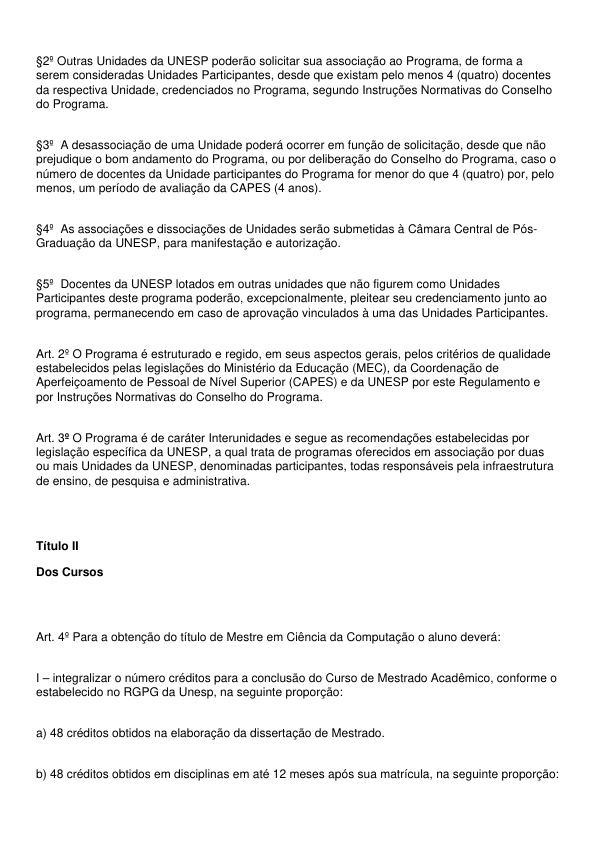 §2º Outras Unidades da UNESP poderão solicitar sua associação ao Programa, de forma a
serem consideradas Unidades Participantes, desde que existam pelo menos 4 (quatro) docentes
da respectiva Unidade, credenciados no Programa, segundo Instruções Normativas do Conselho
do Programa.
§3º  A desassociação de uma Unidade poderá ocorrer em função de solicitação, desde que não
prejudique o bom andamento do Programa, ou por deliberação do Conselho do Programa, caso o
número de docentes da Unidade participantes do Programa for menor do que 4 (quatro) por, pelo
menos, um período de avaliação da CAPES (4 anos).
§4º  As associações e dissociações de Unidades serão submetidas à Câmara Central de Pós-
Graduação da UNESP, para manifestação e autorização.
§5º  Docentes da UNESP lotados em outras unidades que não figurem como Unidades
Participantes deste programa poderão, excepcionalmente, pleitear seu credenciamento junto ao
programa, permanecendo em caso de aprovação vinculados à uma das Unidades Participantes.
Art. 2º O Programa é estruturado e regido, em seus aspectos gerais, pelos critérios de qualidade
estabelecidos pelas legislações do Ministério da Educação (MEC), da Coordenação de
Aperfeiçoamento de Pessoal de Nível Superior (CAPES) e da UNESP por este Regulamento e
por Instruções Normativas do Conselho do Programa.
Art. 3º O Programa é de caráter Interunidades e segue as recomendações estabelecidas por
legislação específica da UNESP, a qual trata de programas oferecidos em associação por duas
ou mais Unidades da UNESP, denominadas participantes, todas responsáveis pela infraestrutura
de ensino, de pesquisa e administrativa.
Título II
Dos Cursos
Art. 4º Para a obtenção do título de Mestre em Ciência da Computação o aluno deverá:
I – integralizar o número créditos para a conclusão do Curso de Mestrado Acadêmico, conforme o
estabelecido no RGPG da Unesp, na seguinte proporção:
a) 48 créditos obtidos na elaboração da dissertação de Mestrado.
b) 48 créditos obtidos em disciplinas em até 12 meses após sua matrícula, na seguinte proporção: